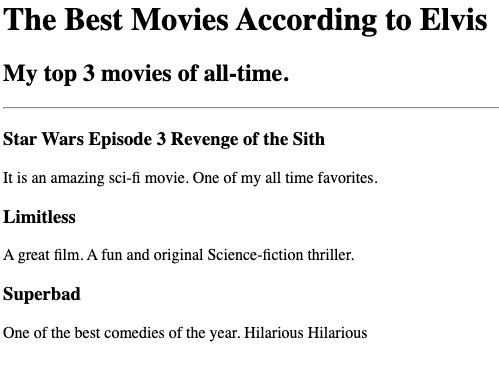 The Best Movies According to Elvis
My top 3 movies of all-time.
Star Wars Episode 3 Revenge of the Sith
It is an amazing sci-fi movie. One of my all time favorites.
Limitless
A great film. A fun and original Science-fiction thriller.
Superbad
One of the best comedies of the year. Hilarious Hilarious